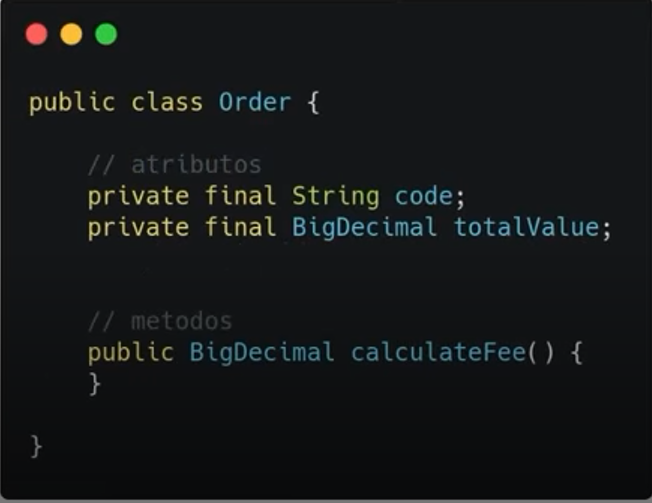 public class Order {
// atributos
private final String code;
private final BigDecimal totalValue;
// metodos
public BigDecimal calculateFee() {
}
}